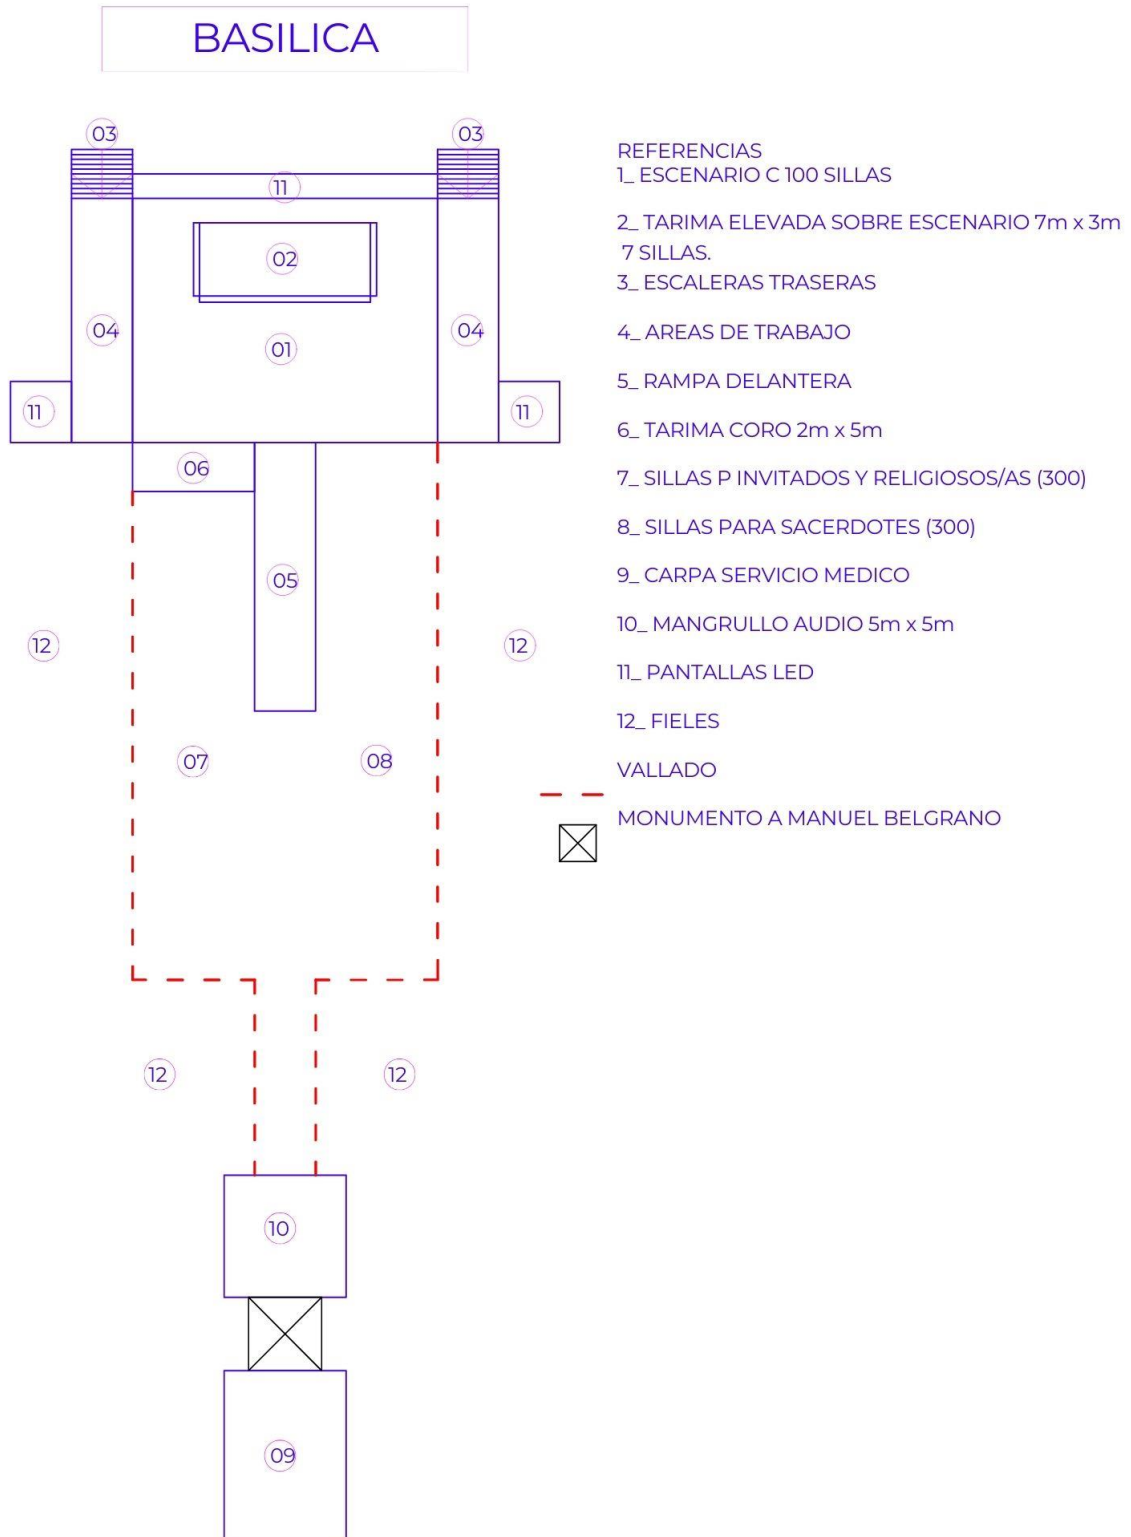 BASILICA
03
03
REFERENCIAS
1_ ESCENARIO C 100 SILLAS
11
2_ TARIMA ELEVADA SOBRE ESCENARIO 7m x 3m
7 SILLAS.
02
3_ ESCALERAS TRASERAS
04
04
4_ AREAS DE TRABAJO
01
5_ RAMPA DELANTERA
11
11
6_ TARIMA CORO 2m x 5m
06
7_ SILLAS P INVITADOS Y RELIGIOSOS/AS (300)
8_ SILLAS PARA SACERDOTES (300)
05
9_ CARPA SERVICIO MEDICO
10_ MANGRULLO AUDIO 5m x 5m
12
12
11_ PANTALLAS LED
12_ FIELES
07
08
VALLADO
MONUMENTO A MANUEL BELGRANO
12
12
10
09